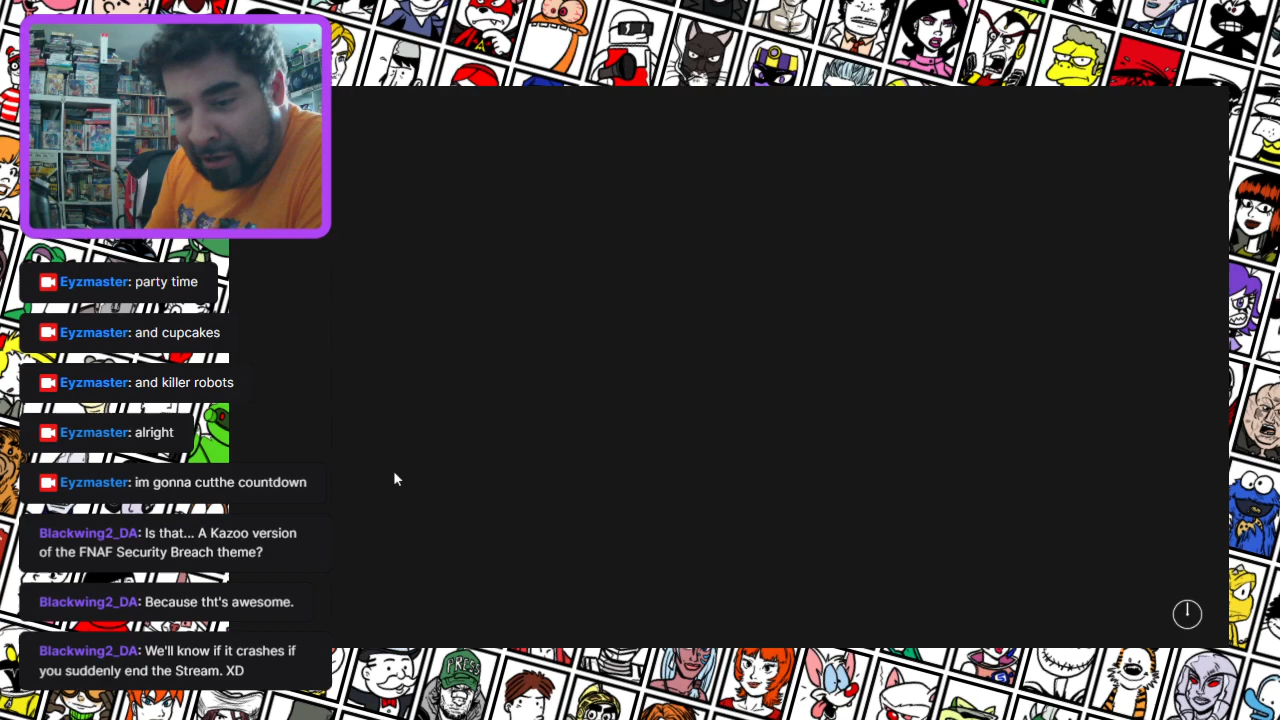 Eyzmaster: party time
Eyzmaster: and cupcakes
Eyzmaster: and killer robots
Eyzmaster: alright
Eyzmaster: im gonna cutthe countdown
Blackwing2_DA: Is that... A Kazoo version
of the FNAF Security Breach theme?
Blackwing2_DA: Because tht's awesome.
Blackwing2_DA: We'll know if it crashes if
you suddenly end the Stream. XD
PRESS